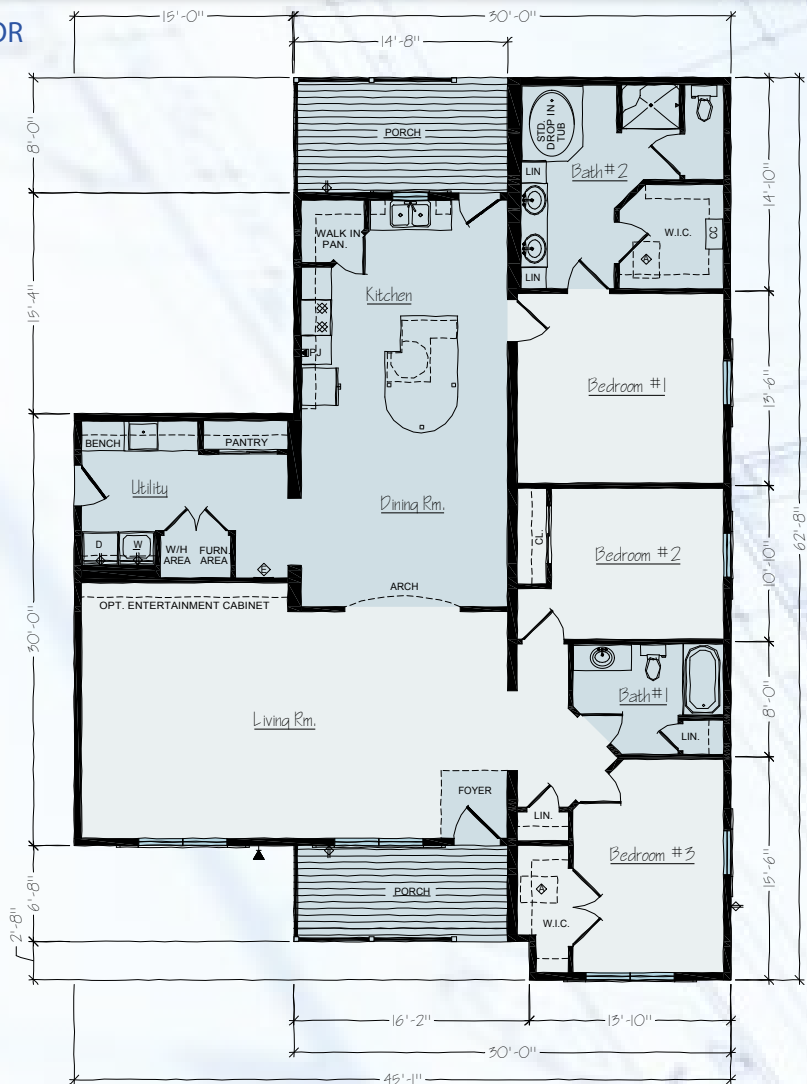 OR
15'-0"
30'-0"
14'-8"
8'-0"
PORCH
STD.
DROP IN
TUB
LIN
Bath #2
14'-10"
WALK IN
PAN.
W.I.C.
CC
A
LIN
Kitchen
15'-4"
PJ
Bedroom #1
13'-6"
BENCH
PANTRY
Utility
Dining Rm.
D
W
W/H
AREA
FURN.
AREA
E
CL.
Bedroom #2
10'-10"
62'-8"
ARCH
OPT. ENTERTAINMENT CABINET
30'-0"
Living Rm.
Bath #1
8'-0"
LIN.
FOYER
LIN.
Bedroom #3
15'-6"
PORCH
A
W.I.C.
6'-8"
2'-8"
16'-2"
13'-10"
30'-0"
45'-1"